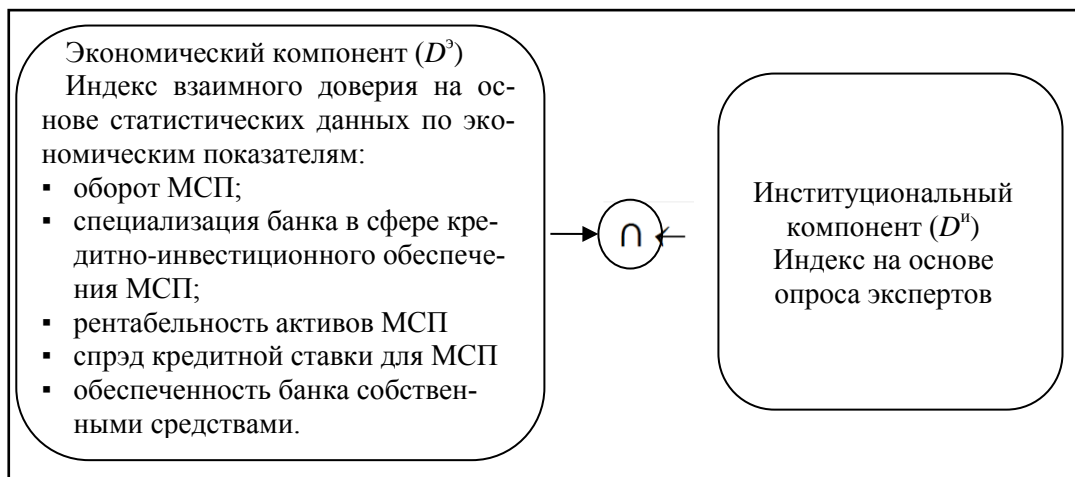 Экономический компонент (Dэ)
Индекс взаимного доверия на ос-
нове статистических данных по эко-
номическим показателям:
▪ оборот МСП;
▪ специализация банка в сфере кре-
дитно-инвестиционного обеспече-
ния МСП;
▪ рентабельность активов МСП
▪ спрэд кредитной ставки для МСП
▪ обеспеченность банка собствен-
ными средствами.
∩
Институциональный
компонент (Dи)
Индекс на основе
опроса экспертов